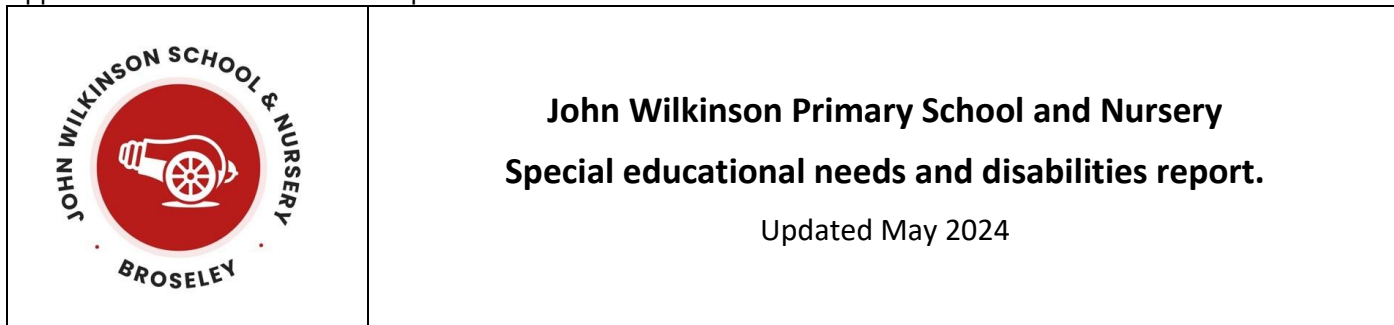 JOHN WILKINSON SCHOOL & NURSERY
· BROSELEY ·
John Wilkinson Primary School and Nursery
Special educational needs and disabilities report.
Updated May 2024